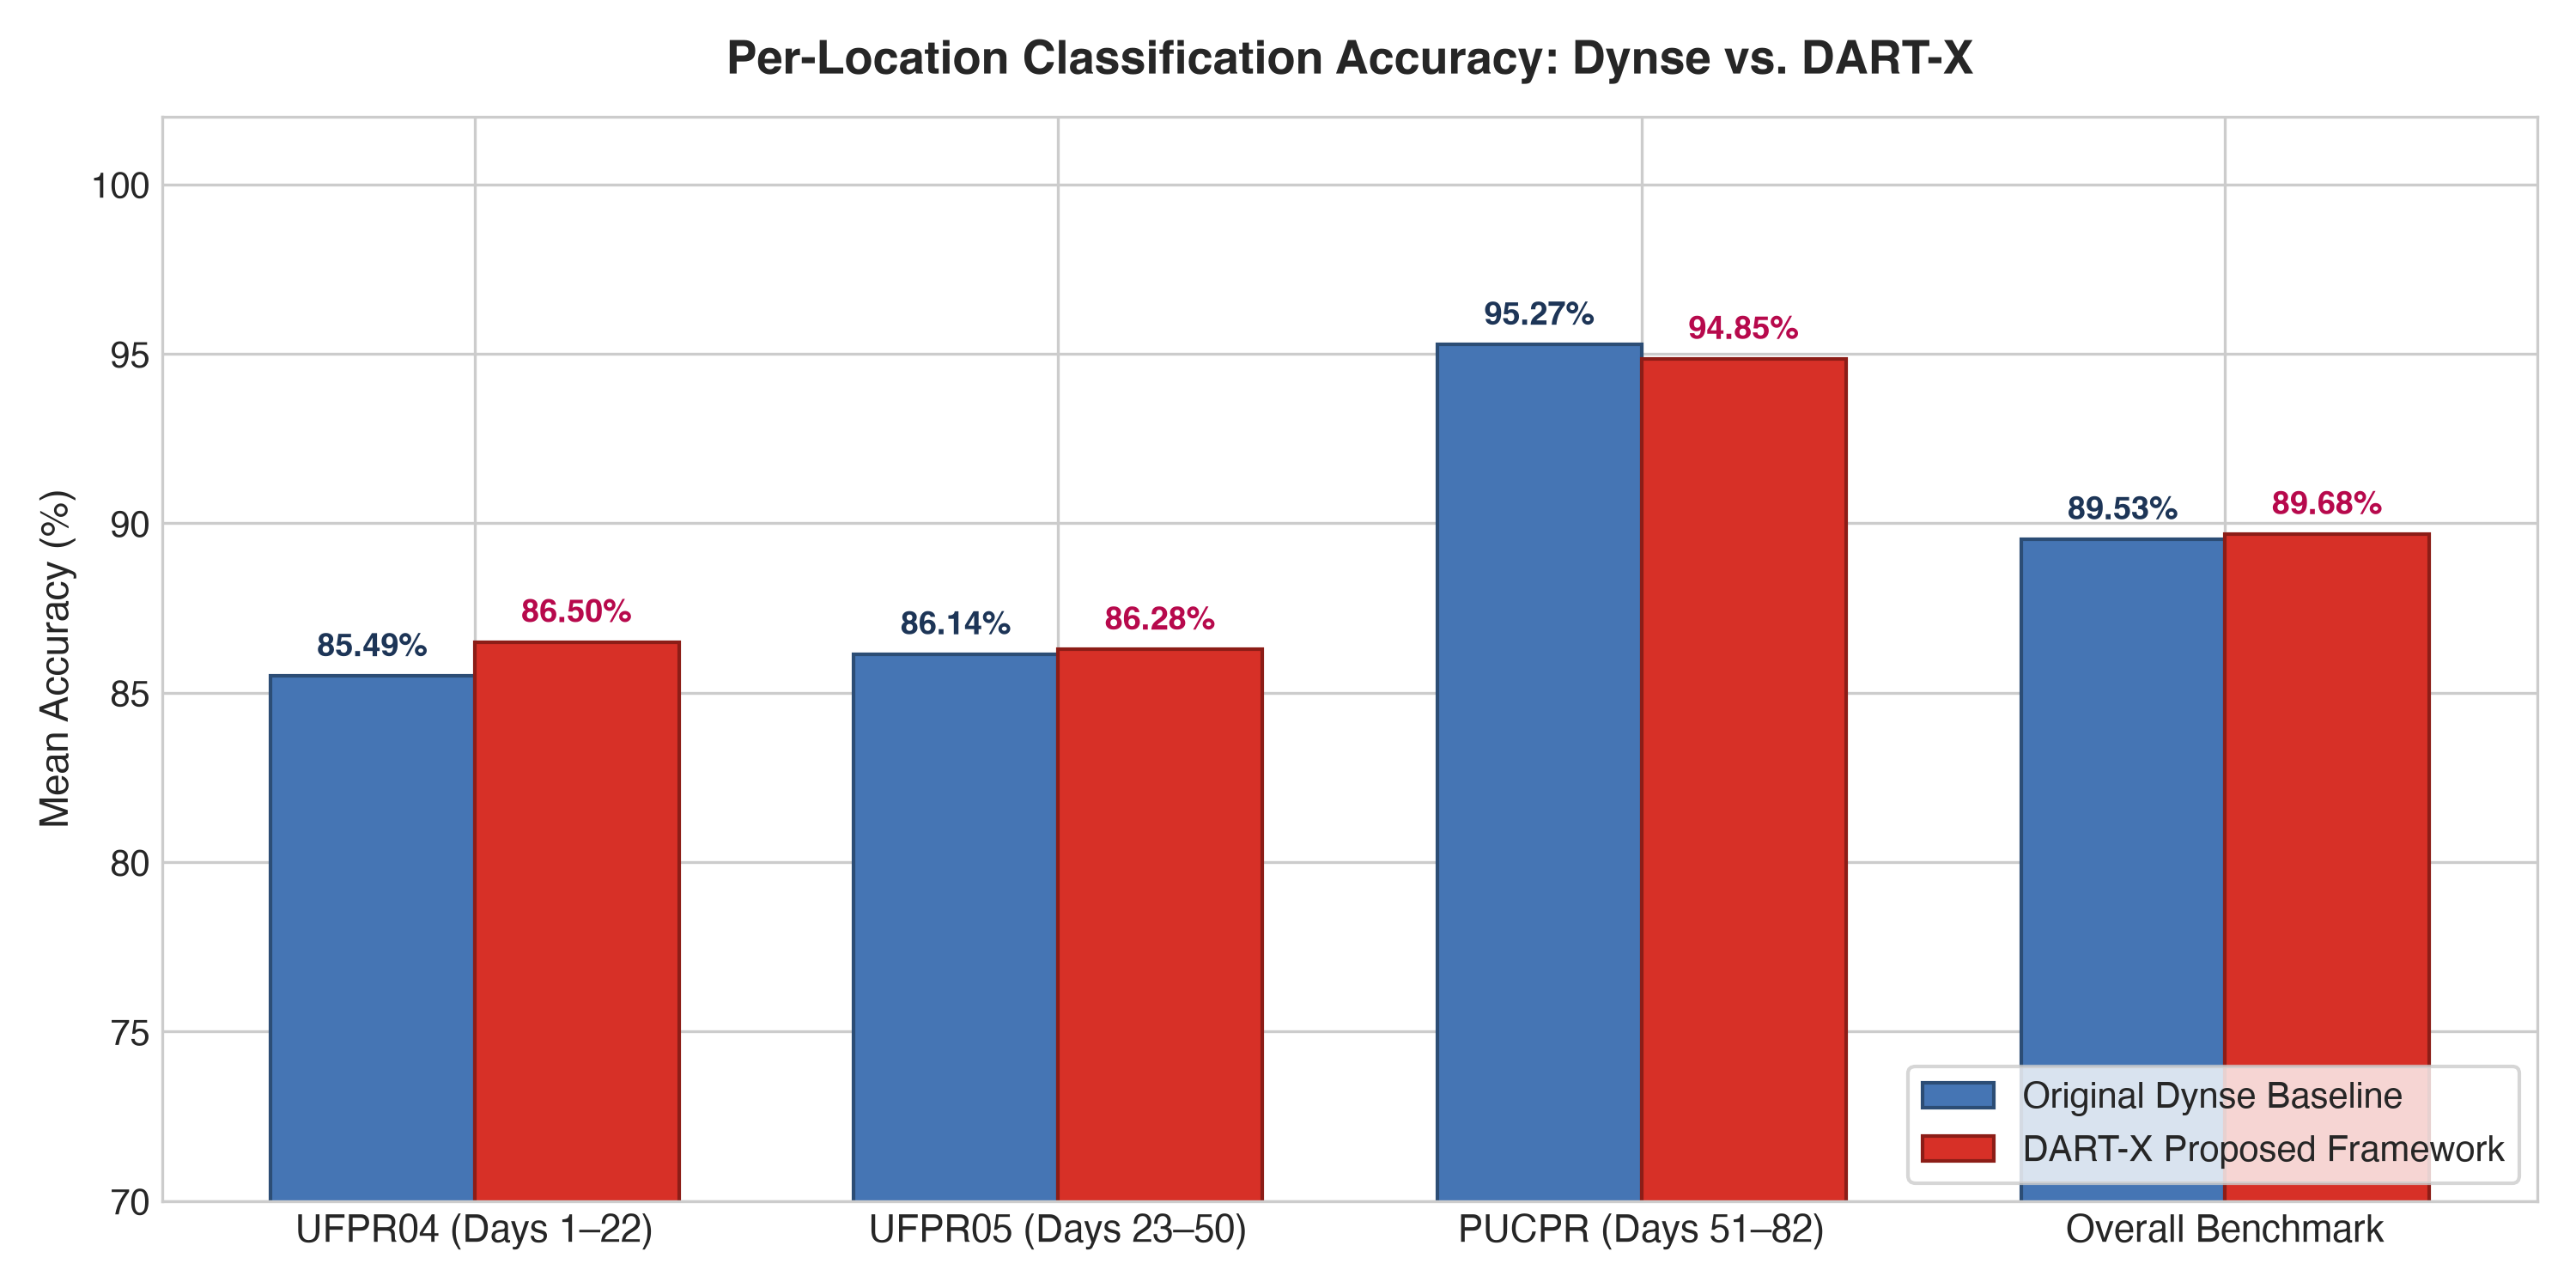 Per-Location Classification Accuracy: Dynse vs. DART-X
Mean Accuracy (%)
100
95
90
85
80
75
70
85.49%
86.50%
86.14%
86.28%
95.27%
94.85%
89.53%
89.68%
Original Dynse Baseline
DART-X Proposed Framework
UFPR04 (Days 1–22)
UFPR05 (Days 23–50)
PUCPR (Days 51–82)
Overall Benchmark